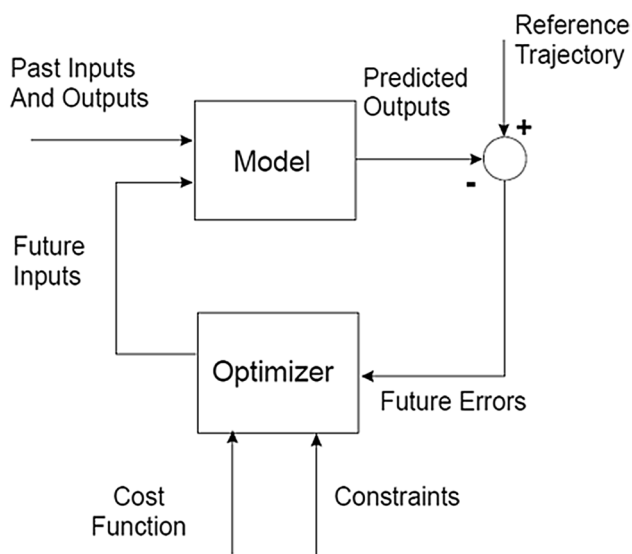 Reference
Trajectory
Past Inputs
And Outputs
Predicted
Outputs
+
Model
-
Future
Inputs
Optimizer
Future Errors
Cost
Function
Constraints